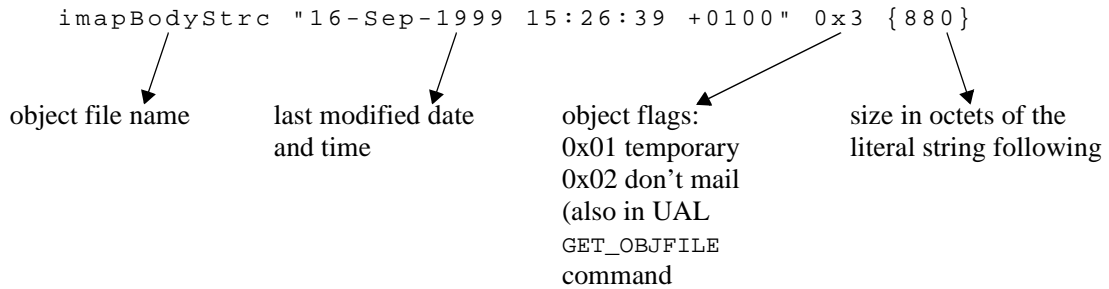 imapBodyStrc "16-Sep-1999 15:26:39 +0100" 0x3 {880}
object file name
last modified date
and time
object flags:
0x01 temporary
0x02 don't mail
(also in UAL
GET_OBJFILE
command
size in octets of the
literal string following